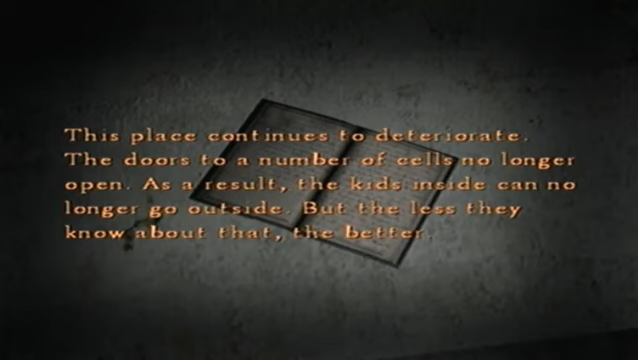 This place continues to deteriorate.
The doors to a number of cells no longer
open. As a result, the kids inside can no
longer go outside. But the less they
know about that, the better.